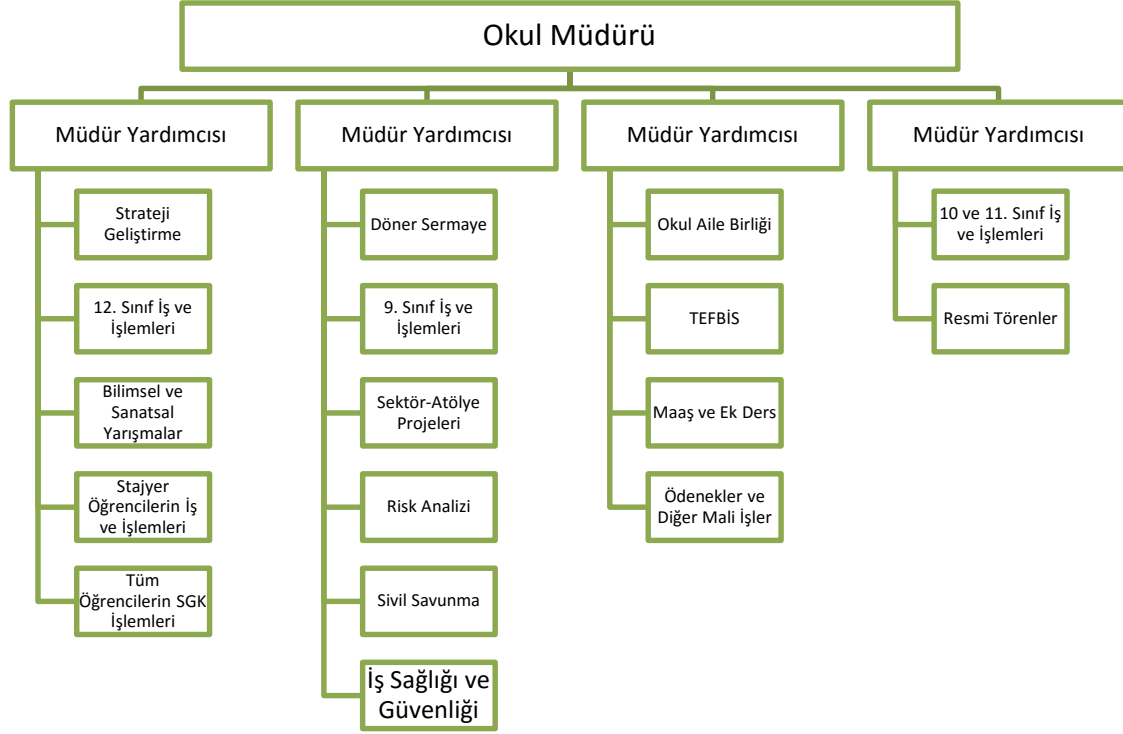 Okul Müdürü
Müdür Yardımcısı
Strateji
Geliştirme
12. Sınıf İş ve
İşlemleri
Bilimsel ve
Sanatsal
Yarışmalar
Stajyer
Öğrencilerin İş
ve İşlemleri
Tüm
Öğrencilerin SGK
İşlemleri
Müdür Yardımcısı
Döner Sermaye
9. Sınıf İş ve
İşlemleri
Sektör-Atölye
Projeleri
Risk Analizi
Sivil Savunma
İş Sağlığı ve
Güvenliği
Müdür Yardımcısı
Okul Aile Birliği
TEFBİS
Maaş ve Ek Ders
Ödenekler ve
Diğer Mali İşler
Müdür Yardımcısı
10 ve 11. Sınıf İş
ve İşlemleri
Resmi Törenler